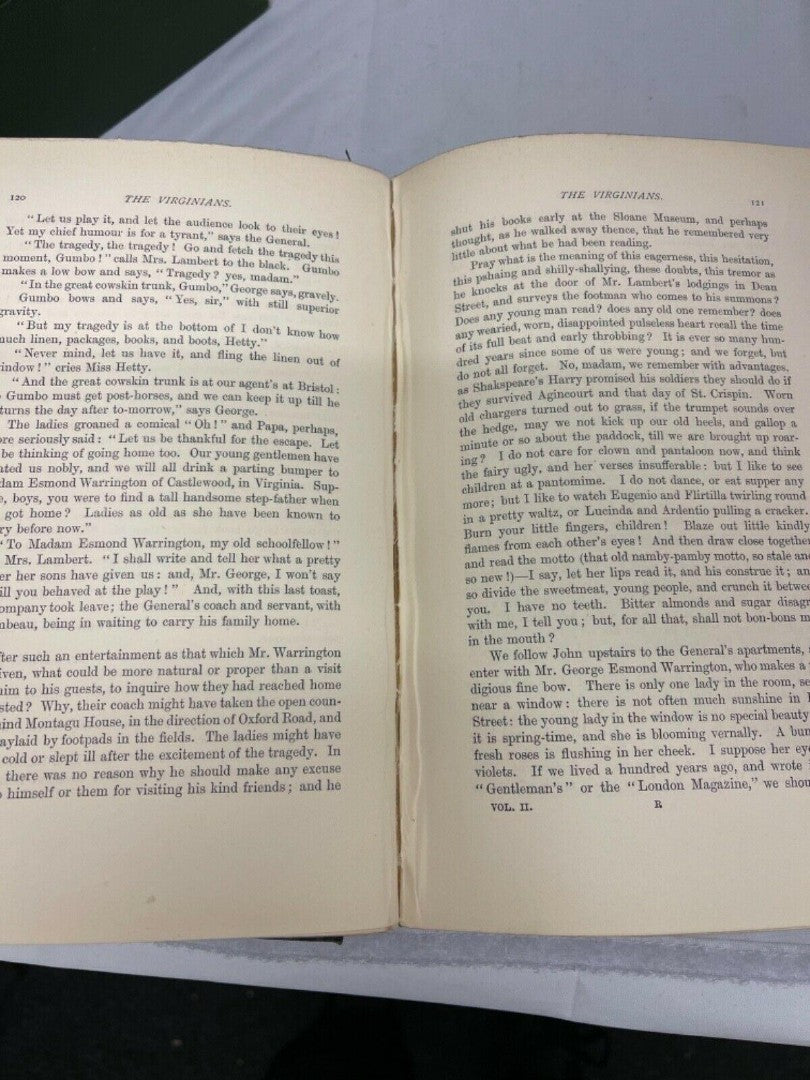 120
THE VIRGINIANS.
"Let us play it, and let the audience look to their eyes!
Yet my chief humour is for a tyrant," says the General.
"The tragedy, the tragedy! Go and fetch the tragedy this
moment, Gumbo!" calls Mrs. Lambert to the black. Gumbo
makes a low bow and says, "Tragedy? yes, madam."
"In the great cowskin trunk, Gumbo," George says, gravely.
Gumbo bows and says, "Yes, sir," with still superior
gravity.
"But my tragedy is at the bottom of I don't know how
much linen, packages, books, and boots, Hetty."
"Never mind, let us have it, and fling the linen out of
indow!" cries Miss Hetty.
"And the great cowskin trunk is at our agent's at Bristol:
Gumbo must get post-horses, and we can keep it up till he
turns the day after to-morrow," says George.
The ladies groaned a comical "Oh!" and Papa, perhaps,
ore seriously said: "Let us be thankful for the escape. Let
be thinking of going home too. Our young gentlemen have
ated us nobly, and we will all drink a parting bumper to
dam Esmond Warrington of Castlewood, in Virginia. Sup-
e, boys, you were to find a tall handsome step-father when
got home? Ladies as old as she have been known to
ry before now."
"To Madam Esmond Warrington, my old schoolfellow!"
Mrs. Lambert. "I shall write and tell her what a pretty
er her sons have given us: and, Mr. George, I won't say
ill you behaved at the play!" And, with this last toast,
ompany took leave; the General's coach and servant, with
mbeau, being in waiting to carry his family home.
fter such an entertainment as that which Mr. Warrington
iven, what could be more natural or proper than a visit
him to his guests, to inquire how they had reached home
sted? Why, their coach might have taken the open coun-
hind Montagu House, in the direction of Oxford Road, and
aylaid by footpads in the fields. The ladies might have
cold or slept ill after the excitement of the tragedy. In
there was no reason why he should make any excuse
o himself or them for visiting his kind friends; and he
THE VIRGINIANS.
121
shut his books early at the Sloane Museum, and perhaps
thought, as he walked away thence, that he remembered very
little about what he had been reading.
Pray what is the meaning of this eagerness, this hesitation,
this pshaing and shilly-shallying, these doubts, this tremor as
he knocks at the door of Mr. Lambert's lodgings in Dean
Street, and surveys the footman who comes to his summons?
Does any young man read? does any old one remember? does
any wearied, worn, disappointed pulseless heart recall the time
of its full beat and early throbbing? It is ever so many hun-
dred years since some of us were young; and we forget, but
do not all forget. No, madam, we remember with advantages.
as Shakspeare's Harry promised his soldiers they should do if
they survived Agincourt and that day of St. Crispin. Worn
old chargers turned out to grass, if the trumpet sounds over
the hedge, may we not kick up our old heels, and gallop a
minute or so about the paddock, till we are brought up roar-
ing? I do not care for clown and pantaloon now, and think
the fairy ugly, and her verses insufferable: but I like to see
children at a pantomime. I do not dance, or eat supper any
more; but I like to watch Eugenio and Flirtilla twirling round
in a pretty waltz, or Lucinda and Ardentio pulling a cracker.
Burn your little fingers, children! Blaze out little kindly
flames from each other's eyes! And then draw close together
and read the motto (that old namby-pamby motto, so stale and
so new!)—I say, let her lips read it, and his construe it; an
so divide the sweetmeat, young people, and crunch it betwee
you. I have no teeth. Bitter almonds and sugar disagr
with me, I tell you; but, for all that, shall not bon-bons m
in the mouth?
We follow John upstairs to the General's apartments,
enter with Mr. George Esmond Warrington, who makes a
digious fine bow. There is only one lady in the room, se
near a window: there is not often much sunshine in
Street: the young lady in the window is no special beauty
it is spring-time, and she is blooming vernally. A bun
fresh roses is flushing in her cheek. I suppose her eye
violets. If we lived a hundred years ago, and wrote i
"Gentleman's" or the "London Magazine," we shou
VOL. II.
R